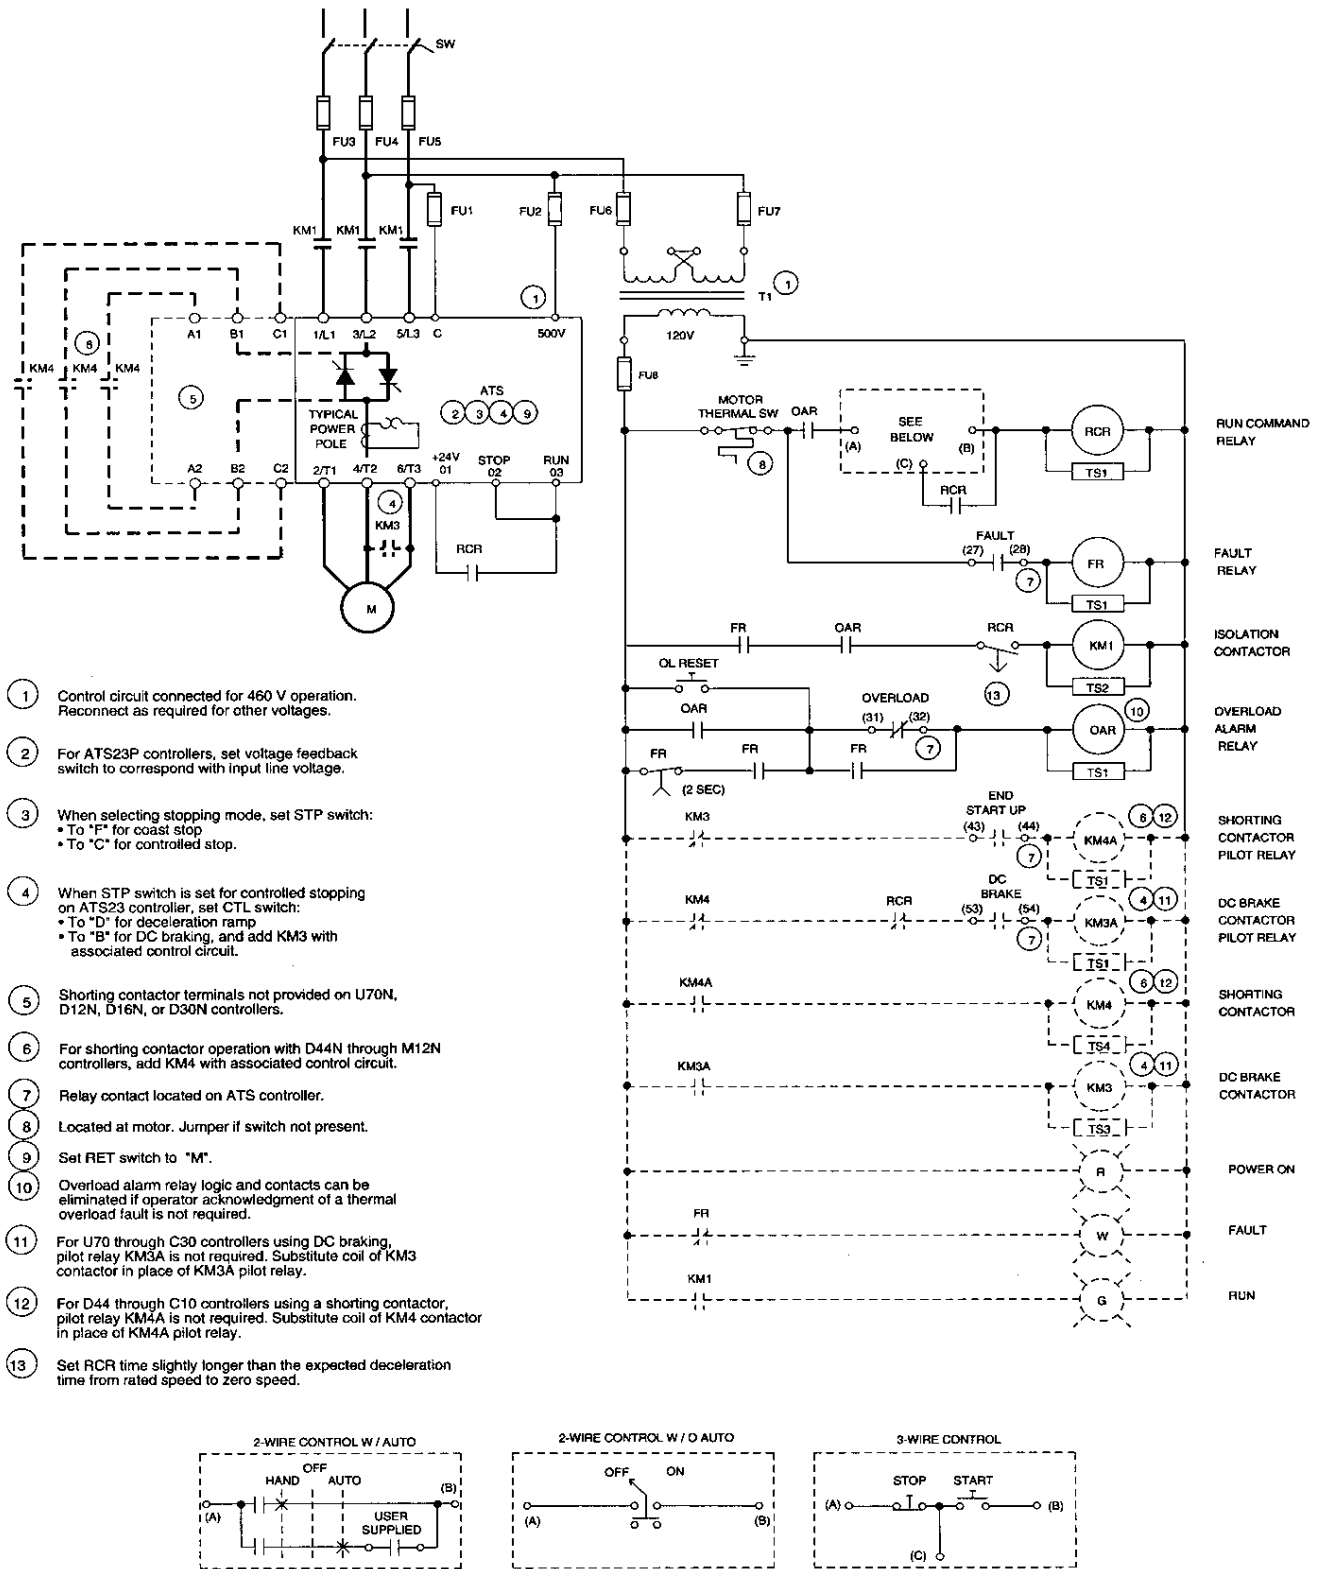 SW
FU3 FU4 FU5
FU1 FU2 FU6 FU7
KM1 KM1 KM1
1
T1 1
A1 B1 C1 1/L1 3/L2 5/L3 C 500V
120V
6
KM4 KM4 KM4
FU8
5
ATS
2 3 4 9
TYPICAL
POWER
POLE
MOTOR
THERMAL SW
OAR
SEE
BELOW
(A) (B)
(C)
RCR
RUN COMMAND
RELAY
TS1
8
RCR
A2 B2 C2 2/T1 4/T2 6/T3
+24V
01
STOP
02
RUN
03
4
KM3
RCR
M
FAULT
(27) (28)
7
FR
TS1
FAULT
RELAY
FR OAR RCR
13
KM1
TS2
ISOLATION
CONTACTOR
OL RESET
OAR
OVERLOAD
(31) (32)
7
10
OAR
TS1
OVERLOAD
ALARM
RELAY
FR (2 SEC) FR FR
KM3
END
START UP
(43) (44)
7
6 12
KM4A
TS1
SHORTING
CONTACTOR
PILOT RELAY
KM4 RCR
DC
BRAKE
(53) (54)
7
4 11
KM3A
TS1
DC BRAKE
CONTACTOR
PILOT RELAY
KM4A
6 12
KM4
TS4
SHORTING
CONTACTOR
KM3A
4 11
KM3
TS3
DC BRAKE
CONTACTOR
R
POWER ON
FR
W
FAULT
KM1
G
RUN
1 Control circuit connected for 460 V operation.
Reconnect as required for other voltages.
2 For ATS23P controllers, set voltage feedback
switch to correspond with input line voltage.
3 When selecting stopping mode, set STP switch:
• To "F" for coast stop
• To "C" for controlled stop.
4 When STP switch is set for controlled stopping
on ATS23 controller, set CTL switch:
• To "D" for deceleration ramp
• To "B" for DC braking, and add KM3 with
associated control circuit.
5 Shorting contactor terminals not provided on U70N,
D12N, D16N, or D30N controllers.
6 For shorting contactor operation with D44N through M12N
controllers, add KM4 with associated control circuit.
7 Relay contact located on ATS controller.
8 Located at motor. Jumper if switch not present.
9 Set RET switch to "M".
10 Overload alarm relay logic and contacts can be
eliminated if operator acknowledgment of a thermal
overload fault is not required.
11 For U70 through C30 controllers using DC braking,
pilot relay KM3A is not required. Substitute coil of KM3
contactor in place of KM3A pilot relay.
12 For D44 through C10 controllers using a shorting contactor,
pilot relay KM4A is not required. Substitute coil of KM4 contactor
in place of KM4A pilot relay.
13 Set RCR time slightly longer than the expected deceleration
time from rated speed to zero speed.
2-WIRE CONTROL W / AUTO
OFF
HAND AUTO
(A) (B)
USER
SUPPLIED
2-WIRE CONTROL W / O AUTO
OFF ON
(A) (B)
3-WIRE CONTROL
STOP START
(A) (B)
(C)